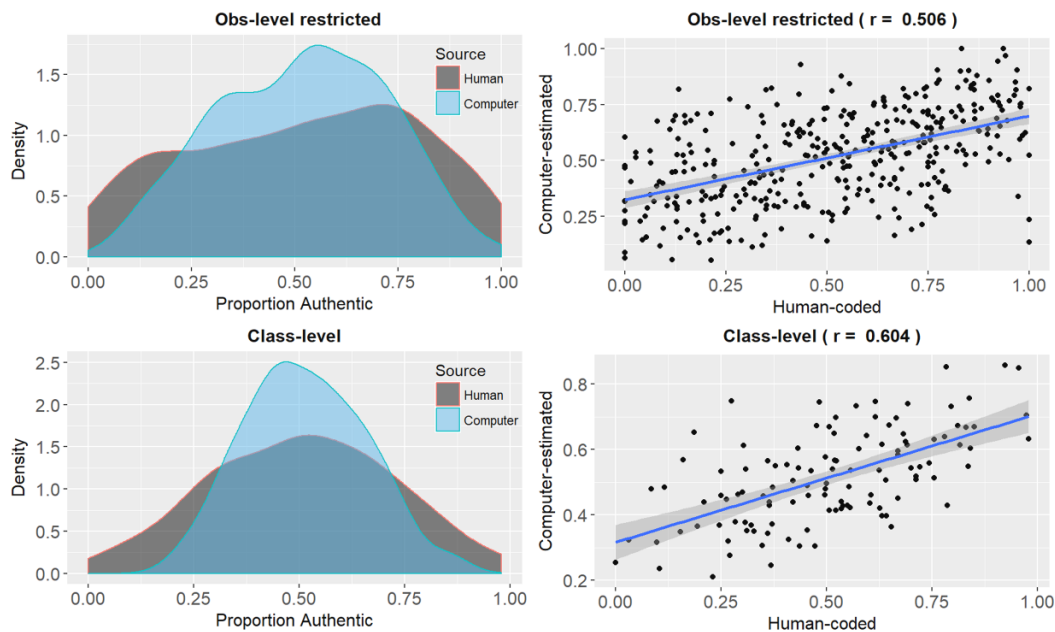 Obs-level restricted
Source
Human
Computer
1.5
1.0
0.5
0.0
Density
0.00 0.25 0.50 0.75 1.00
Proportion Authentic
Obs-level restricted ( r = 0.506 )
1.00
0.75
0.50
0.25
Computer-estimated
0.00 0.25 0.50 0.75 1.00
Human-coded
Class-level
Source
Human
Computer
2.5
2.0
1.5
1.0
0.5
0.0
Density
0.00 0.25 0.50 0.75 1.00
Proportion Authentic
Class-level ( r = 0.604 )
0.8
0.6
0.4
0.2
Computer-estimated
0.00 0.25 0.50 0.75 1.00
Human-coded